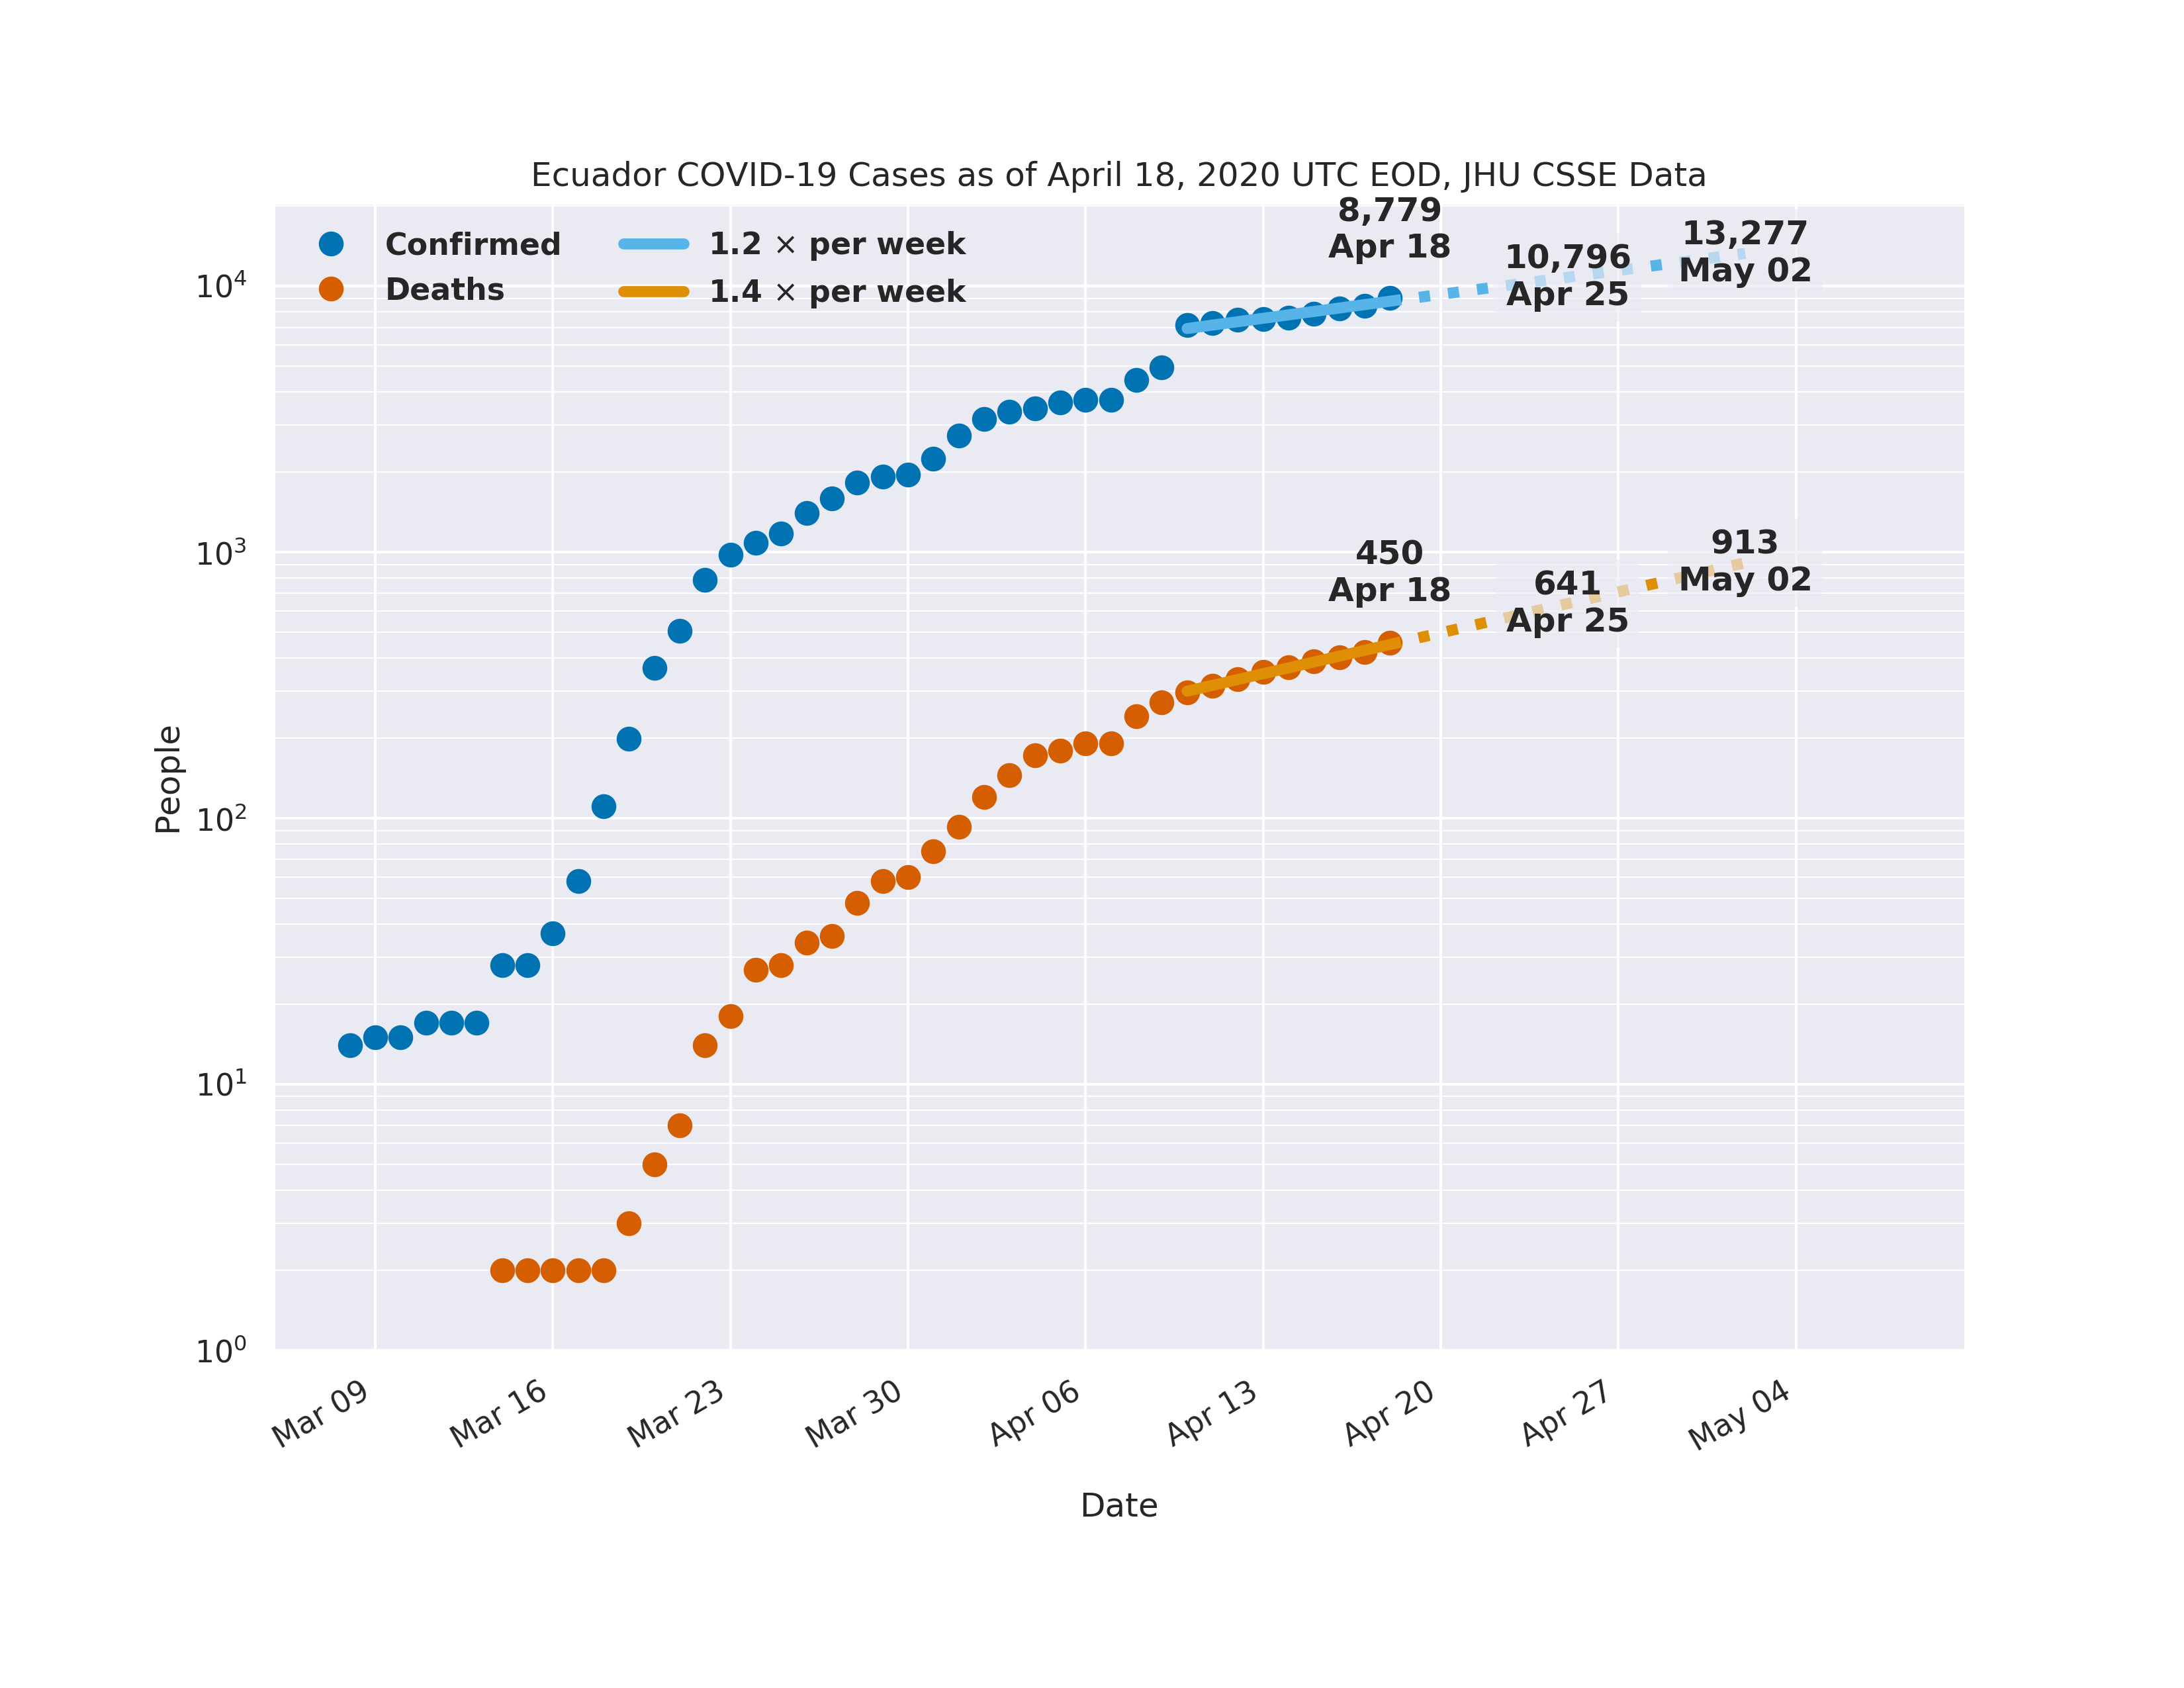 Ecuador COVID-19 Cases as of April 18, 2020 UTC EOD, JHU CSSE Data
Confirmed
Deaths
1.2 × per week
1.4 × per week
8,779
Apr 18
10,796
Apr 25
13,277
May 02
450
Apr 18
641
Apr 25
913
May 02
People
10⁴
10³
10²
10¹
10⁰
Mar 09
Mar 16
Mar 23
Mar 30
Apr 06
Apr 13
Apr 20
Apr 27
May 04
Date